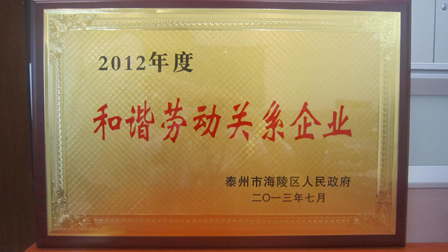 2012年度
和谐劳动关系企业
泰州市海陵区人民政府
二〇一三年七月